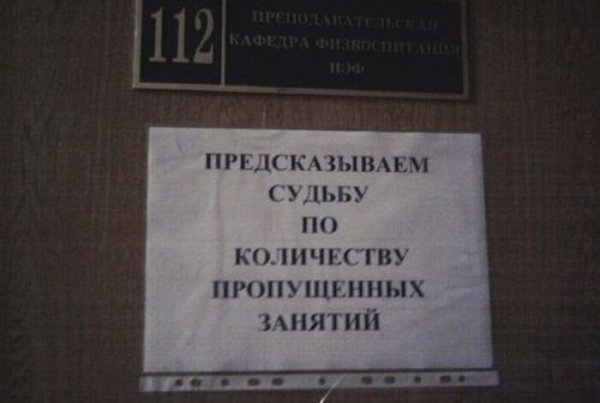 112
ПРЕПОДАВАТЕЛЬСКАЯ
КАФЕДРА ФИЗВОСПИТАНИЯ
ИЭФ
ПРЕДСКАЗЫВАЕМ
СУДЬБУ
ПО
КОЛИЧЕСТВУ
ПРОПУЩЕННЫХ
ЗАНЯТИЙ